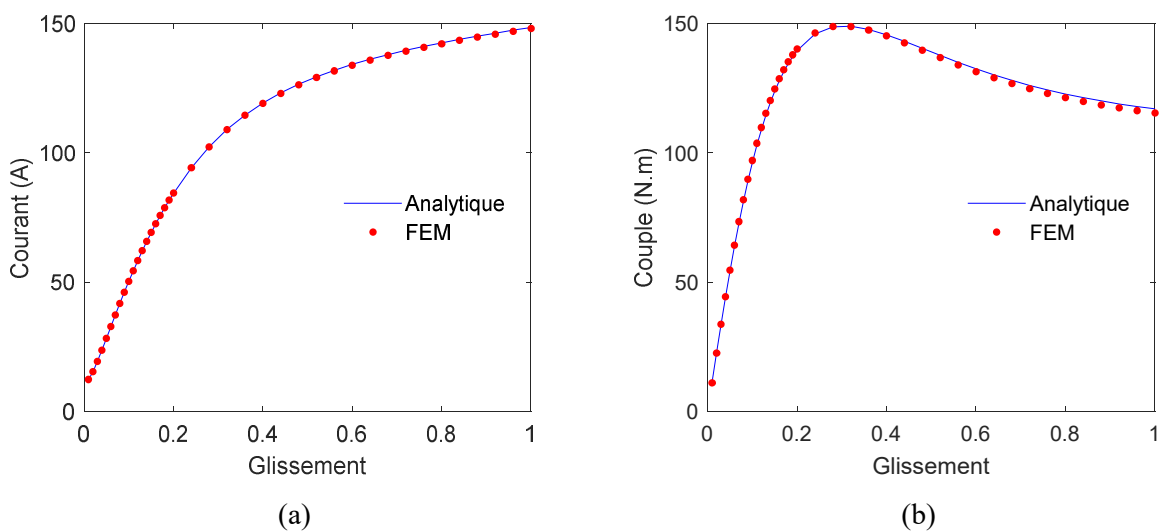 150
100
50
0
Courant (A)
Analytique
FEM
0
0.2
0.4
0.6
0.8
1
Glissement
(a)
150
100
50
0
Couple (N.m)
Analytique
FEM
0
0.2
0.4
0.6
0.8
1
Glissement
(b)